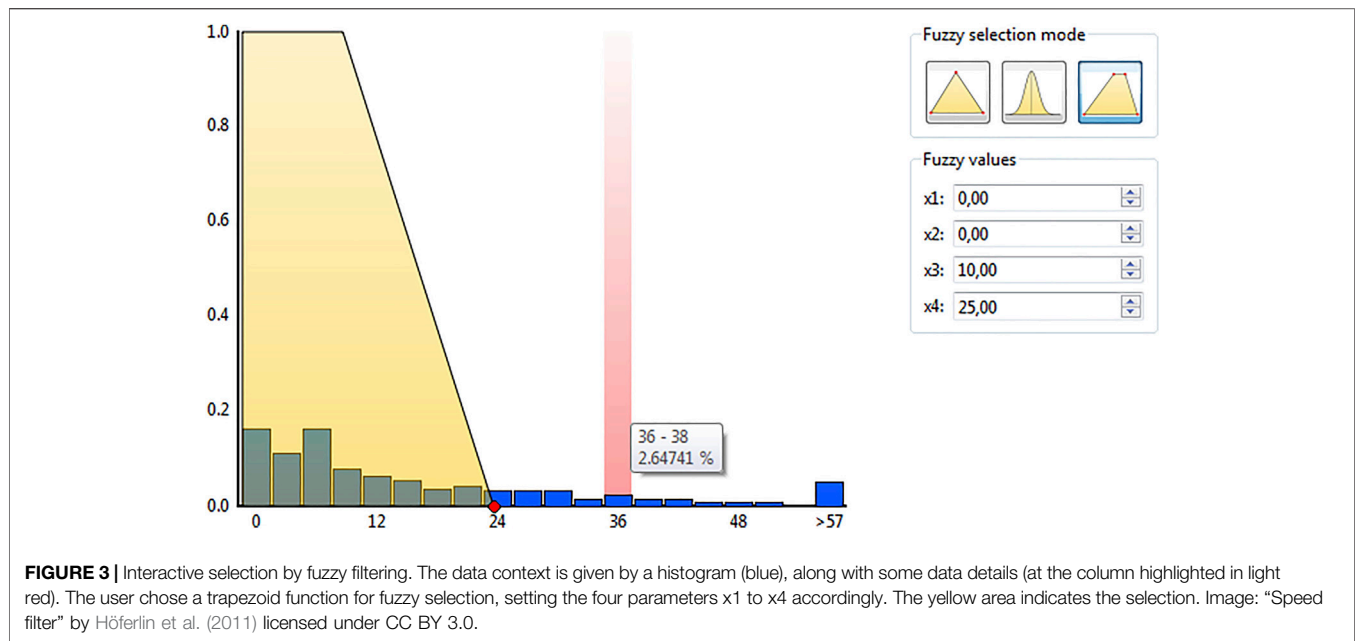 1.0
0.8
0.6
0.4
0.2
0.0
0 12 24 36 48 >57
36 - 38
2.64741 %
Fuzzy selection mode
Fuzzy values
x1: 0,00
x2: 0,00
x3: 10,00
x4: 25,00
FIGURE 3 | Interactive selection by fuzzy filtering. The data context is given by a histogram (blue), along with some data details (at the column highlighted in light
red). The user chose a trapezoid function for fuzzy selection, setting the four parameters x1 to x4 accordingly. The yellow area indicates the selection. Image: “Speed
filter” by Höferlin et al. (2011) licensed under CC BY 3.0.